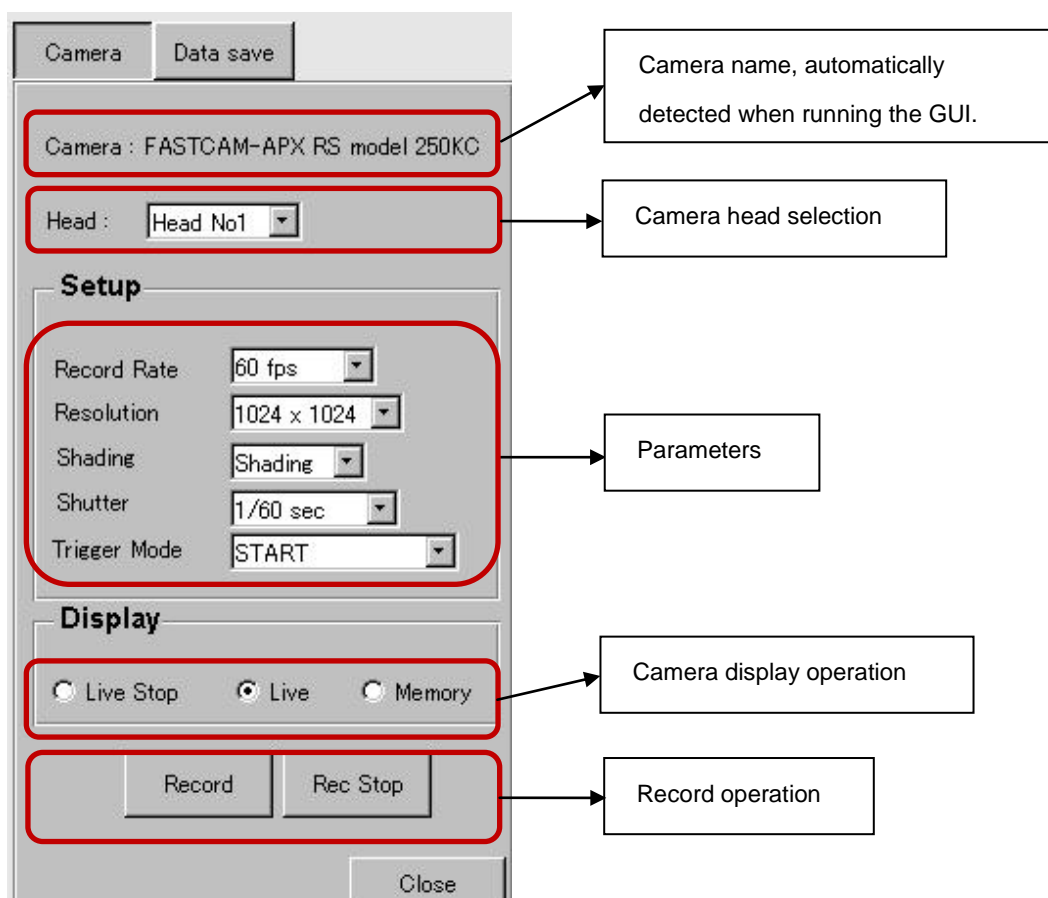 Camera
Data save
Camera name, automatically
detected when running the GUI.
Camera : FASTCAM-APX RS model 250KC
Head :
Head No1
Camera head selection
Setup
Record Rate
60 fps
Resolution
1024 x 1024
Shading
Shading
Parameters
Shutter
1/60 sec
Trigger Mode
START
Display
Live Stop
Live
Memory
Camera display operation
Record
Rec Stop
Record operation
Close